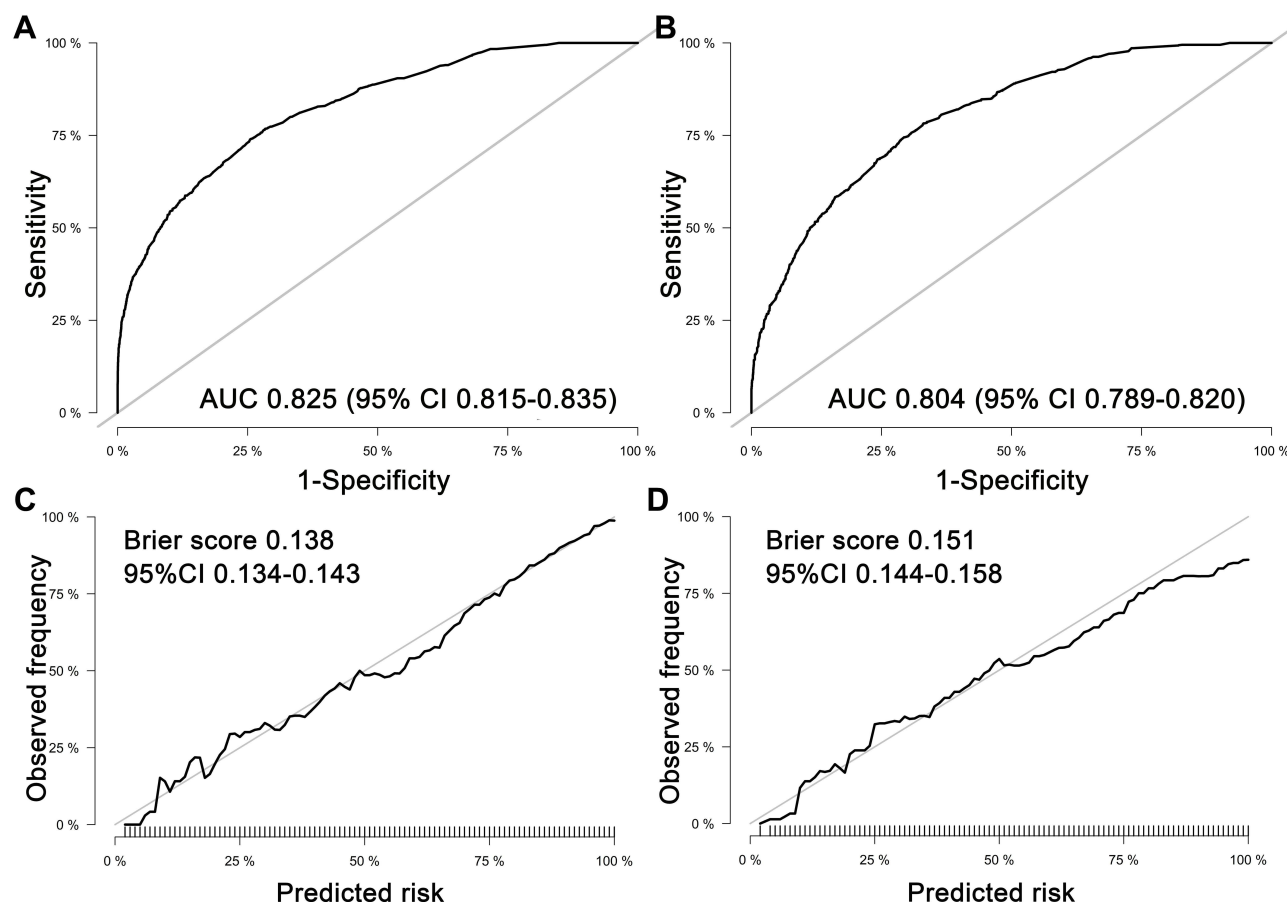 A
100 %
75 %
50 %
25 %
0 %
Sensitivity
AUC 0.825 (95% CI 0.815-0.835)
0 %
25 %
50 %
75 %
100 %
1-Specificity
B
100 %
75 %
50 %
25 %
0 %
Sensitivity
AUC 0.804 (95% CI 0.789-0.820)
0 %
25 %
50 %
75 %
100 %
1-Specificity
C
100 %
75 %
50 %
25 %
0 %
Observed frequency
Brier score 0.138
95%CI 0.134-0.143
0 %
25 %
50 %
75 %
100 %
Predicted risk
D
100 %
75 %
50 %
25 %
0 %
Observed frequency
Brier score 0.151
95%CI 0.144-0.158
0 %
25 %
50 %
75 %
100 %
Predicted risk